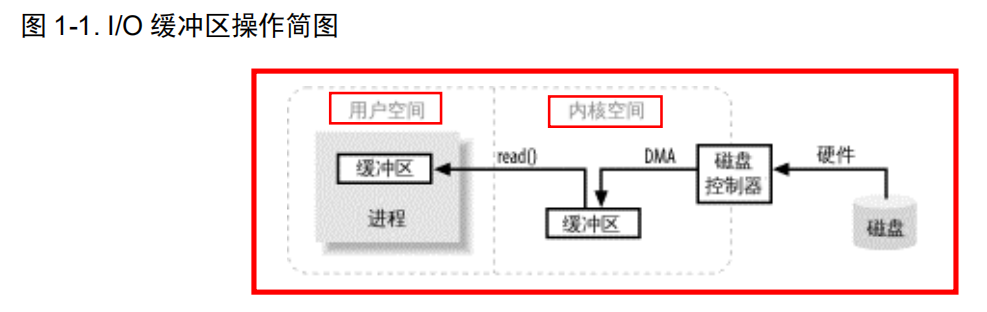 图 1-1. I/O 缓冲区操作简图
用户空间
内核空间
缓冲区
read()
DMA
磁盘
控制器
硬件
进程
缓冲区
磁盘